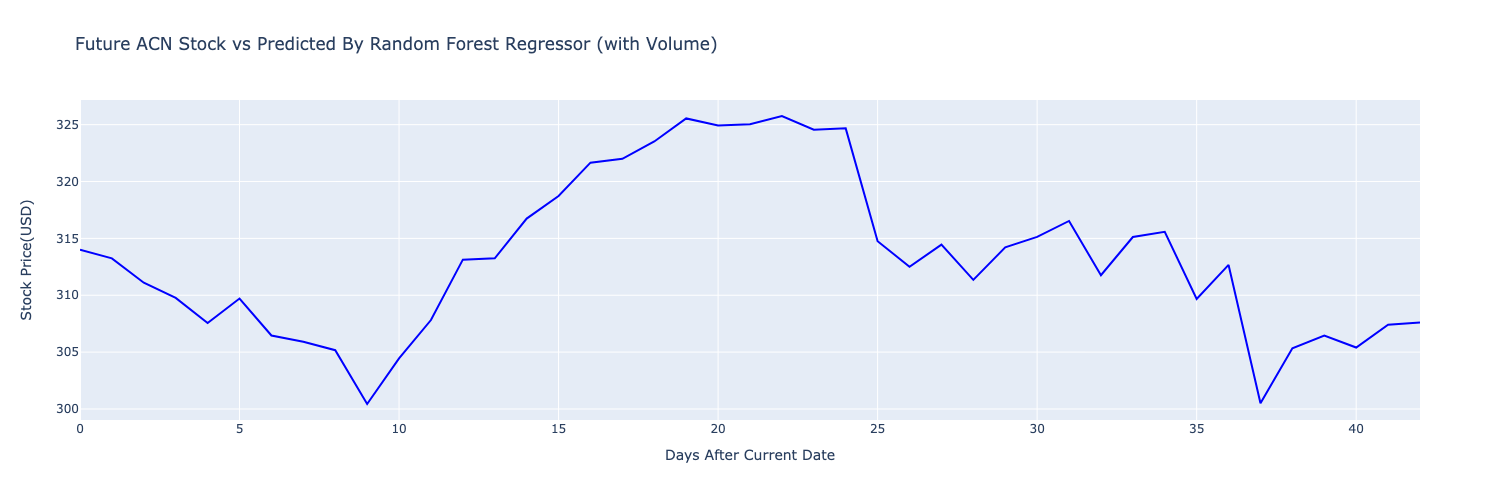 Future ACN Stock vs Predicted By Random Forest Regressor (with Volume)
Stock Price(USD)
325
320
315
310
305
300
0 5 10 15 20 25 30 35 40
Days After Current Date